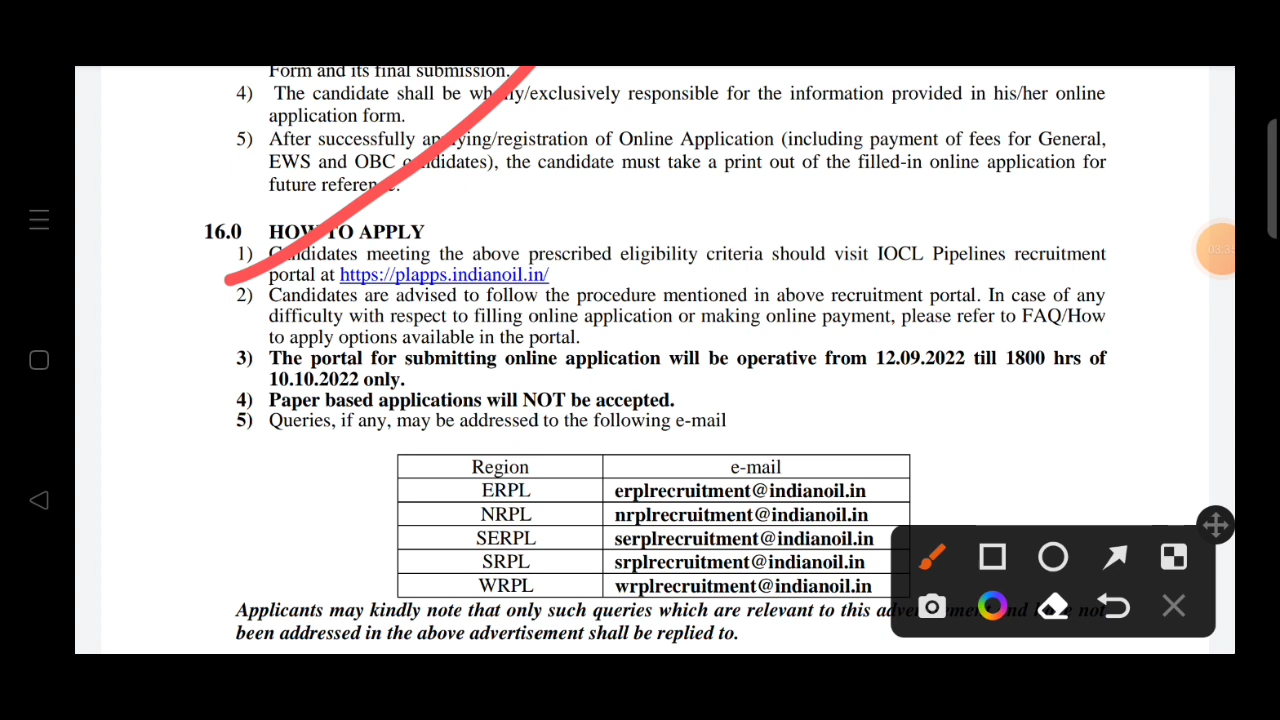 Form and its final submission.
4) The candidate shall be wholly/exclusively responsible for the information provided in his/her online
application form.
5) After successfully applying/registration of Online Application (including payment of fees for General,
EWS and OBC candidates), the candidate must take a print out of the filled-in online application for
future reference.
16.0 HOW TO APPLY
1) Candidates meeting the above prescribed eligibility criteria should visit IOCL Pipelines recruitment
portal at https://plapps.indianoil.in/
2) Candidates are advised to follow the procedure mentioned in above recruitment portal. In case of any
difficulty with respect to filling online application or making online payment, please refer to FAQ/How
to apply options available in the portal.
3) The portal for submitting online application will be operative from 12.09.2022 till 1800 hrs of
10.10.2022 only.
4) Paper based applications will NOT be accepted.
5) Queries, if any, may be addressed to the following e-mail
Region e-mail
ERPL erplrecruitment@indianoil.in
NRPL nrplrecruitment@indianoil.in
SERPL serplrecruitment@indianoil.in
SRPL srplrecruitment@indianoil.in
WRPL wrplrecruitment@indianoil.in
Applicants may kindly note that only such queries which are relevant to this advertisement and have not
been addressed in the above advertisement shall be replied to.